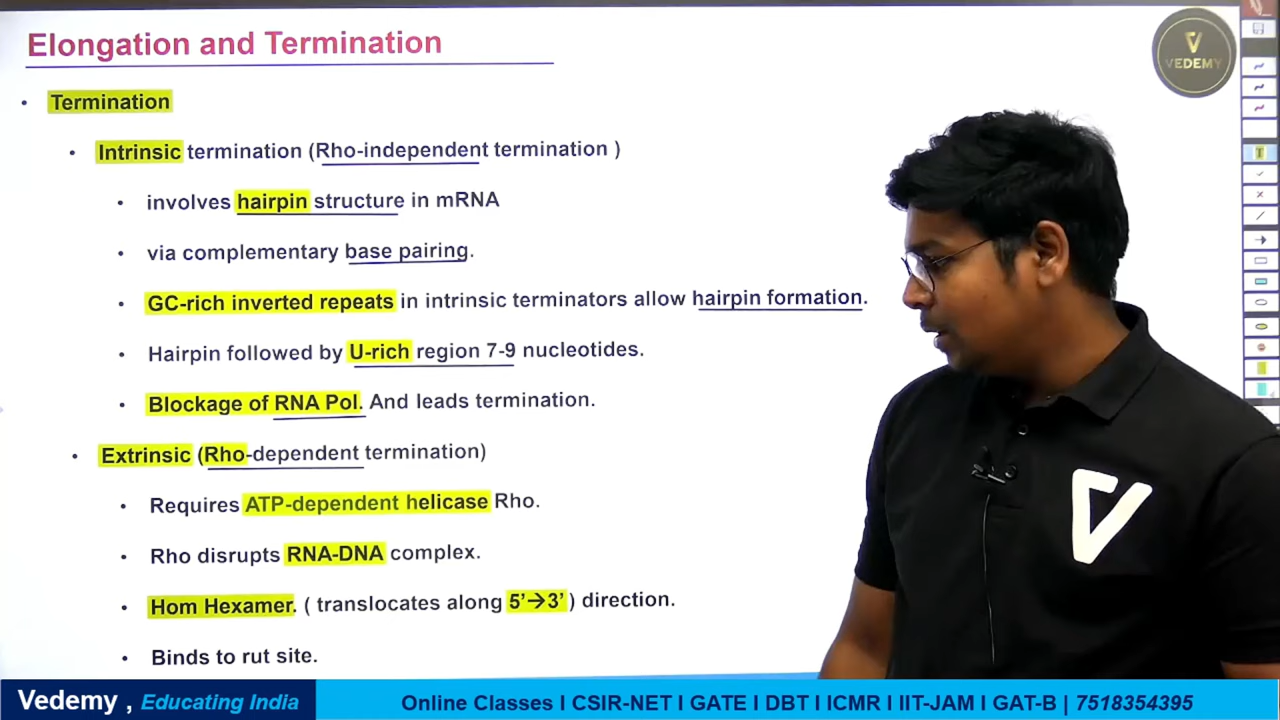 Elongation and Termination
VEDEMY
• Termination
• Intrinsic termination (Rho-independent termination )
• involves hairpin structure in mRNA
• via complementary base pairing.
• GC-rich inverted repeats in intrinsic terminators allow hairpin formation.
• Hairpin followed by U-rich region 7-9 nucleotides.
• Blockage of RNA Pol. And leads termination.
• Extrinsic (Rho-dependent termination)
• Requires ATP-dependent helicase Rho.
• Rho disrupts RNA-DNA complex.
• Hom Hexamer. ( translocates along 5’→3’ ) direction.
• Binds to rut site.
Vedemy , Educating India
Online Classes I CSIR-NET I GATE I DBT I ICMR I IIT-JAM I GAT-B | 7518354395